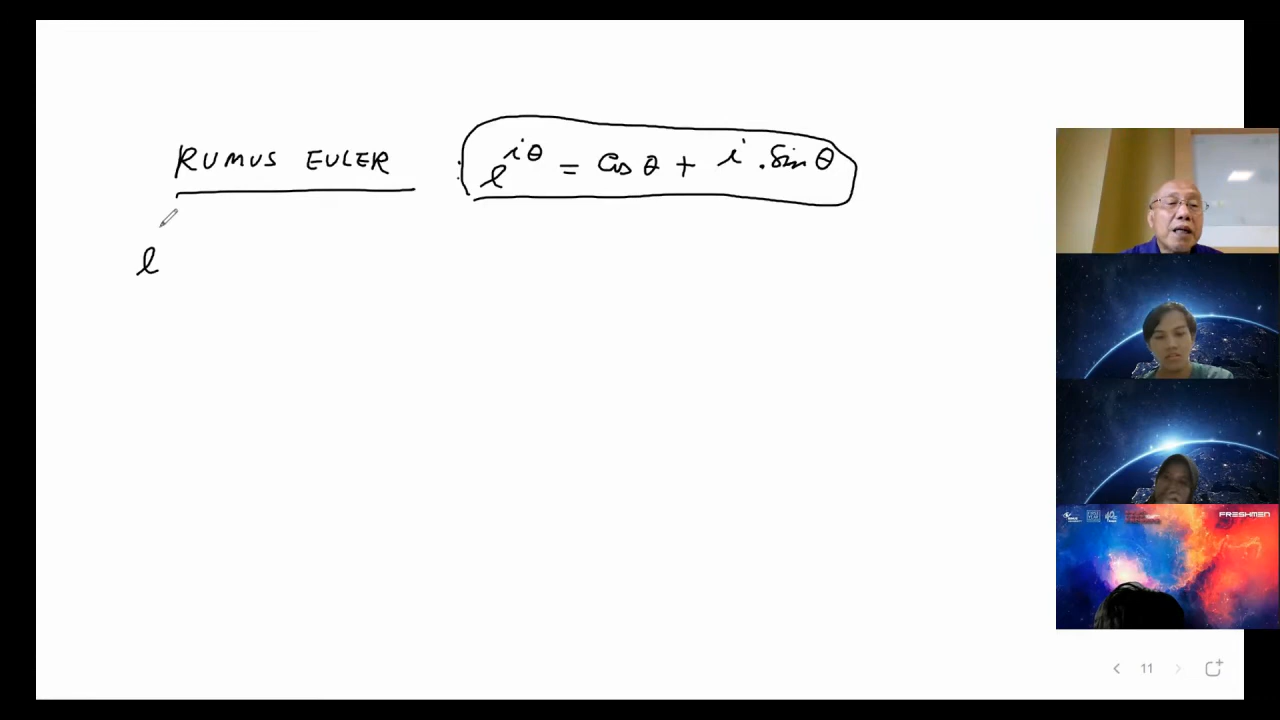 RUMUS EULER : e^{iθ} = cos θ + i . sin θ
e
FRESHMEN
11